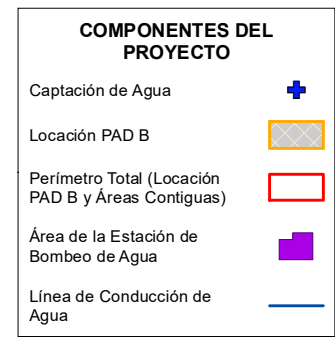 COMPONENTES DEL
PROYECTO
Captación de Agua
Locación PAD B
Perímetro Total (Locación
PAD B y Áreas Contiguas)
Área de la Estación de
Bombeo de Agua
Línea de Conducción de
Agua